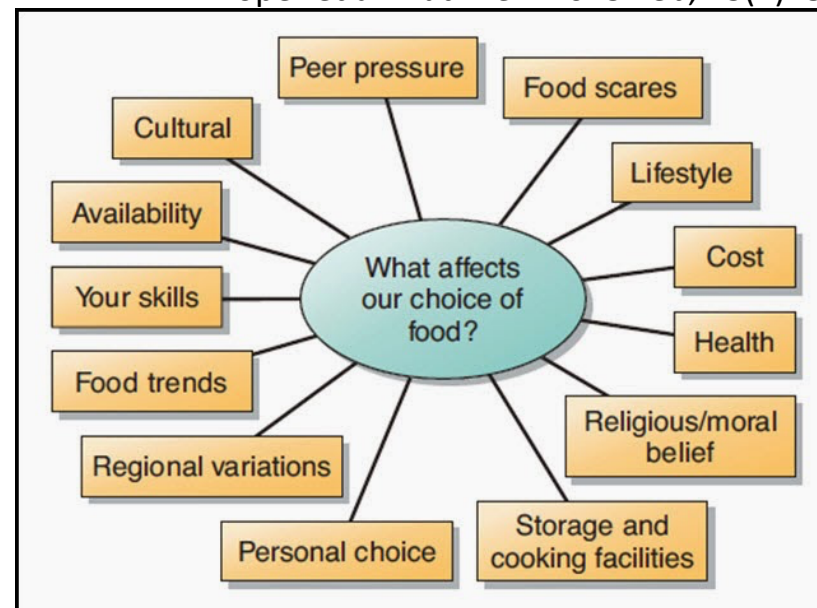 Peer pressure
Food scares
Cultural
Lifestyle
Availability
Cost
What affects
our choice of
food?
Your skills
Health
Food trends
Religious/moral
belief
Regional variations
Storage and
cooking facilities
Personal choice